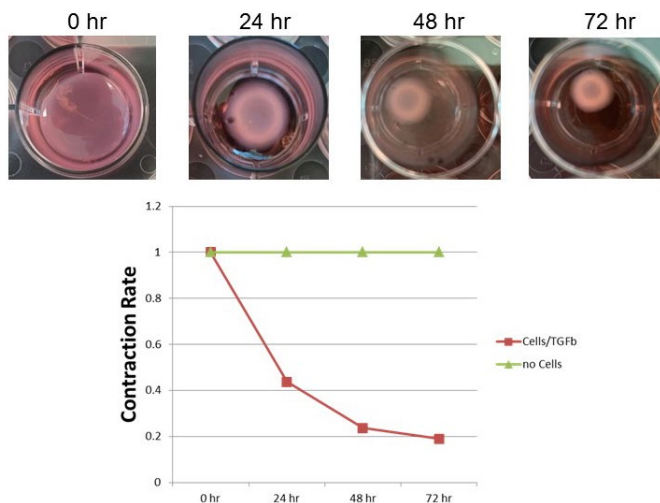 0 hr
24 hr
48 hr
72 hr
1.2
1
0.8
0.6
0.4
0.2
0
Contraction Rate
0 hr
24 hr
48 hr
72 hr
Cells/TGFb
no Cells